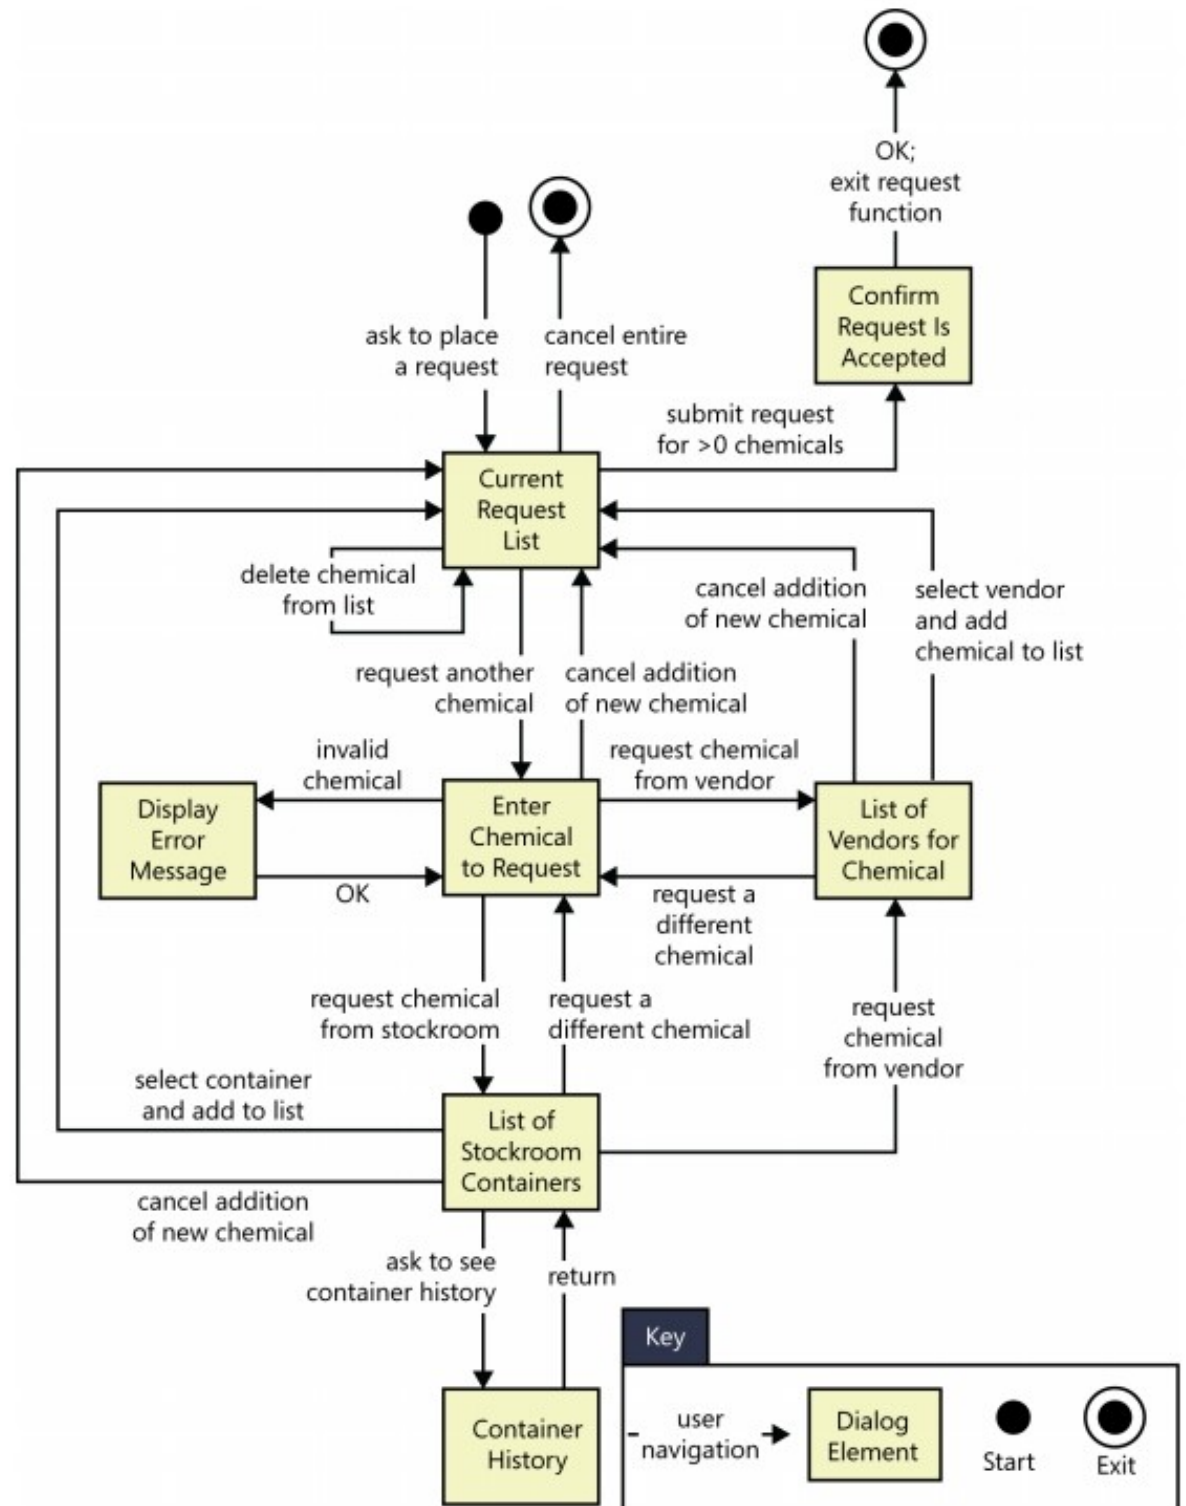 OK;
exit request
function
Confirm
Request Is
Accepted
ask to place
a request
cancel entire
request
submit request
for >0 chemicals
Current
Request
List
delete chemical
from list
cancel addition
of new chemical
select vendor
and add
chemical to list
request another
chemical
cancel addition
of new chemical
invalid
chemical
request chemical
from vendor
Display
Error
Message
Enter
Chemical
to Request
List of
Vendors for
Chemical
OK
request a
different
chemical
request chemical
from stockroom
request a
different chemical
request
chemical
from vendor
select container
and add to list
List of
Stockroom
Containers
cancel addition
of new chemical
ask to see
container history
return
Container
History
Key
user
navigation
Dialog
Element
Start
Exit